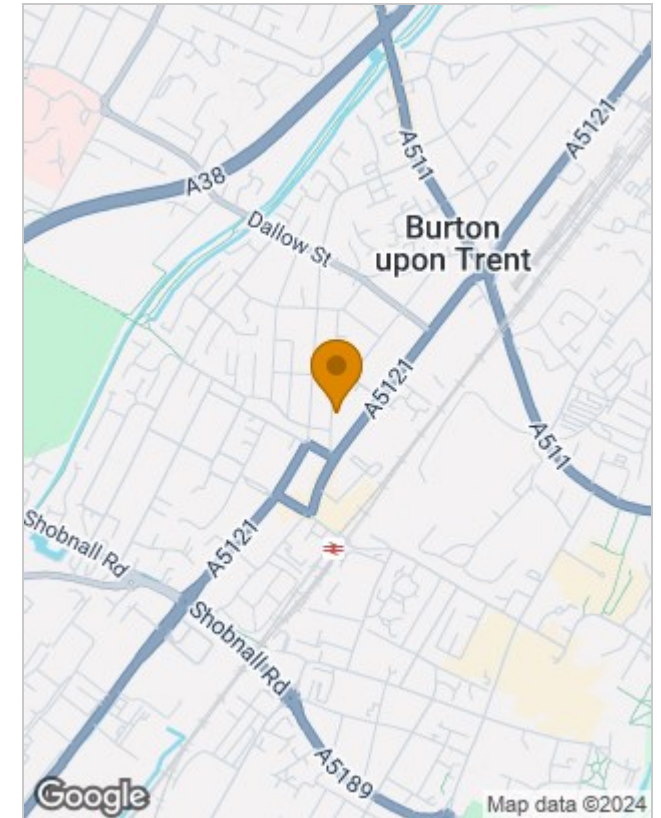 A511
A5121
A38
Dallow St
Burton
upon Trent
A5121
A511
Shobnall Rd
A5121
Shobnall Rd
A5189
Google
Map data ©2024